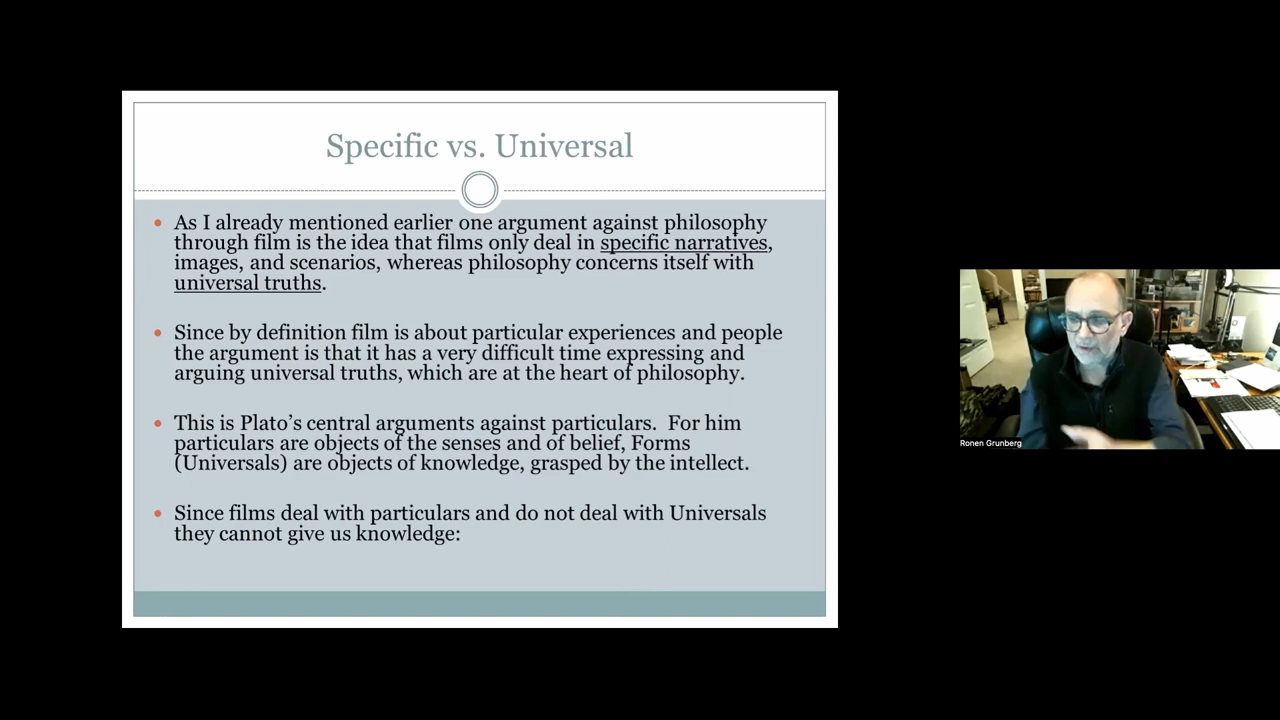 Specific vs. Universal
As I already mentioned earlier one argument against philosophy
through film is the idea that films only deal in specific narratives,
images, and scenarios, whereas philosophy concerns itself with
universal truths.
Since by definition film is about particular experiences and people
the argument is that it has a very difficult time expressing and
arguing universal truths, which are at the heart of philosophy.
This is Plato’s central arguments against particulars.  For him
particulars are objects of the senses and of belief, Forms
(Universals) are objects of knowledge, grasped by the intellect.
Since films deal with particulars and do not deal with Universals
they cannot give us knowledge:
Ronen Grunberg